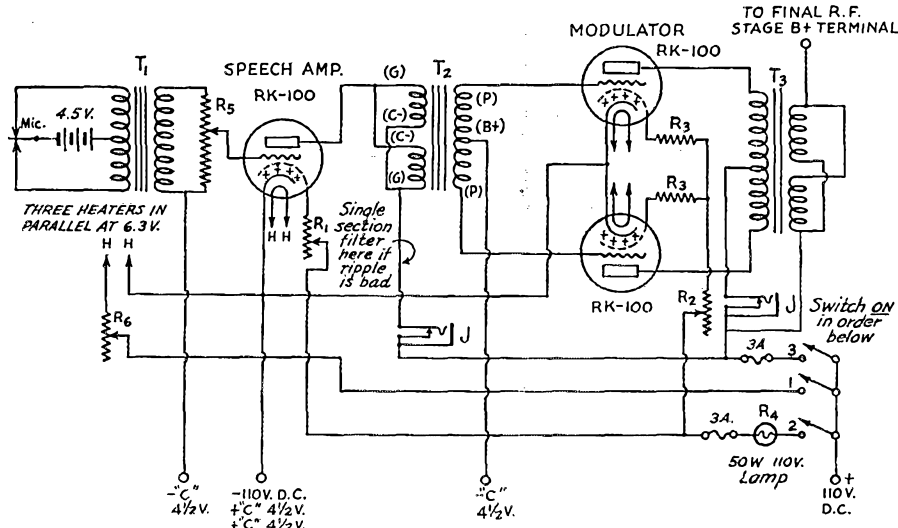 TO FINAL R.F.
STAGE B+ TERMINAL
MODULATOR
RK-100
T1
SPEECH AMP.
RK-100
(G)
T2
T3
(P)
4.5 V.
Mic.
R5
(C-)
(C-)
(B+)
R3
(G)
(P)
R3
THREE HEATERS IN
PARALLEL AT 6.3 V.
H H
H H
R1
Single
section
filter
here if
ripple
is bad
RK-100
R2
J
Switch ON
in order
below
R6
J
3A
3
1
3A.
R4
2
50W 110V.
Lamp
-"C"
4½V.
-110V. D.C.
+"C" 4½V.
+"C" 4½V.
-"C"
4½V.
+
110V.
D.C.